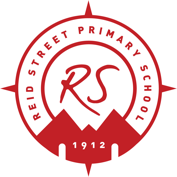 REID STREET PRIMARY SCHOOL
RS
1912